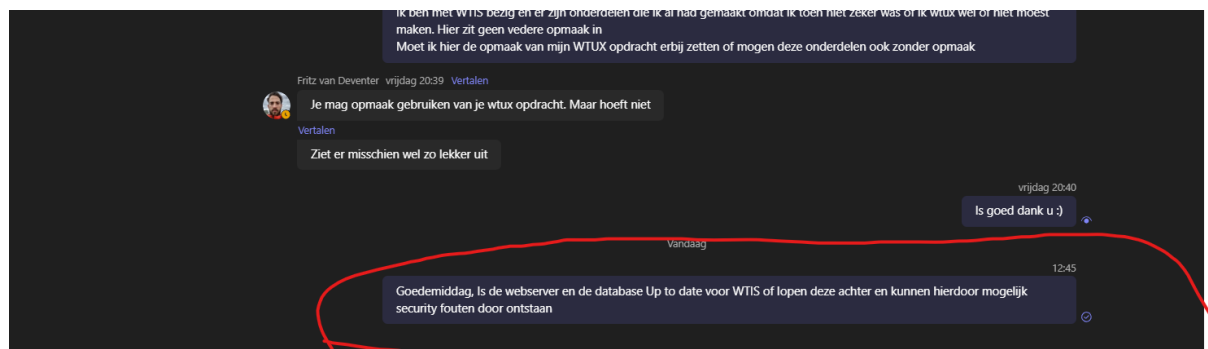 Ik ben met WTIS bezig en er zijn onderdelen die ik al had gemaakt omdat ik toen niet zeker was of ik wtux wel of niet moest
maken. Hier zit geen vedere opmaak in
Moet ik hier de opmaak van mijn WTUX opdracht erbij zetten of mogen deze onderdelen ook zonder opmaak
Fritz van Deventer vrijdag 20:39 Vertalen
Je mag opmaak gebruiken van je wtux opdracht. Maar hoeft niet
Vertalen
Ziet er misschien wel zo lekker uit
vrijdag 20:40
Is goed dank u :)
Vandaag
12:45
Goedemiddag, Is de webserver en de database Up to date voor WTIS of lopen deze achter en kunnen hierdoor mogelijk
security fouten door ontstaan